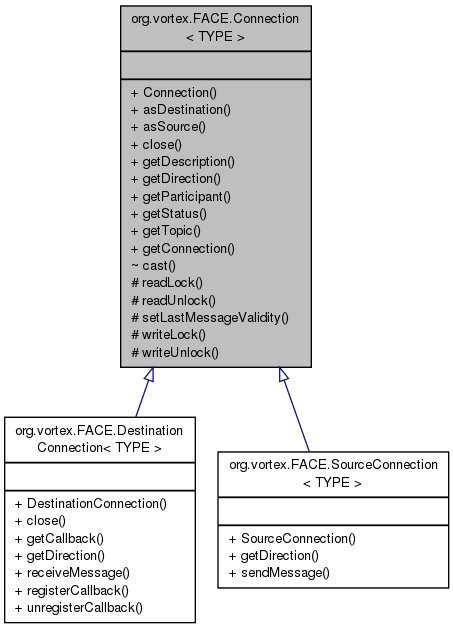 org.vortex.FACE.Connection
< TYPE >
+ Connection()
+ asDestination()
+ asSource()
+ close()
+ getDescription()
+ getDirection()
+ getParticipant()
+ getStatus()
+ getTopic()
+ getConnection()
~ cast()
# readLock()
# readUnlock()
# setLastMessageValidity()
# writeLock()
# writeUnlock()
org.vortex.FACE.Destination
Connection< TYPE >
+ DestinationConnection()
+ close()
+ getCallback()
+ getDirection()
+ receiveMessage()
+ registerCallback()
+ unregisterCallback()
org.vortex.FACE.SourceConnection
< TYPE >
+ SourceConnection()
+ getDirection()
+ sendMessage()